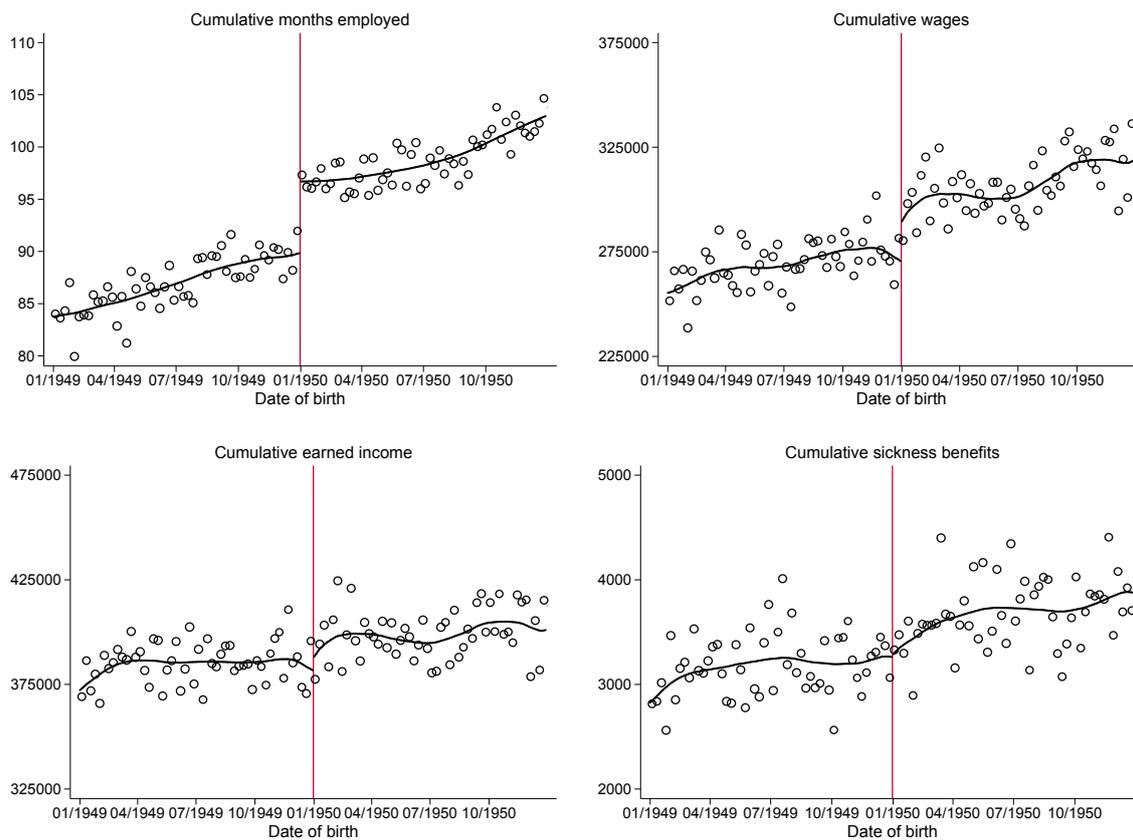 Cumulative months employed
110
105
100
95
90
85
80
01/1949 04/1949 07/1949 10/1949 01/1950 04/1950 07/1950 10/1950
Date of birth
Cumulative wages
375000
325000
275000
225000
01/1949 04/1949 07/1949 10/1949 01/1950 04/1950 07/1950 10/1950
Date of birth
Cumulative earned income
475000
425000
375000
325000
01/1949 04/1949 07/1949 10/1949 01/1950 04/1950 07/1950 10/1950
Date of birth
Cumulative sickness benefits
5000
4000
3000
2000
01/1949 04/1949 07/1949 10/1949 01/1950 04/1950 07/1950 10/1950
Date of birth